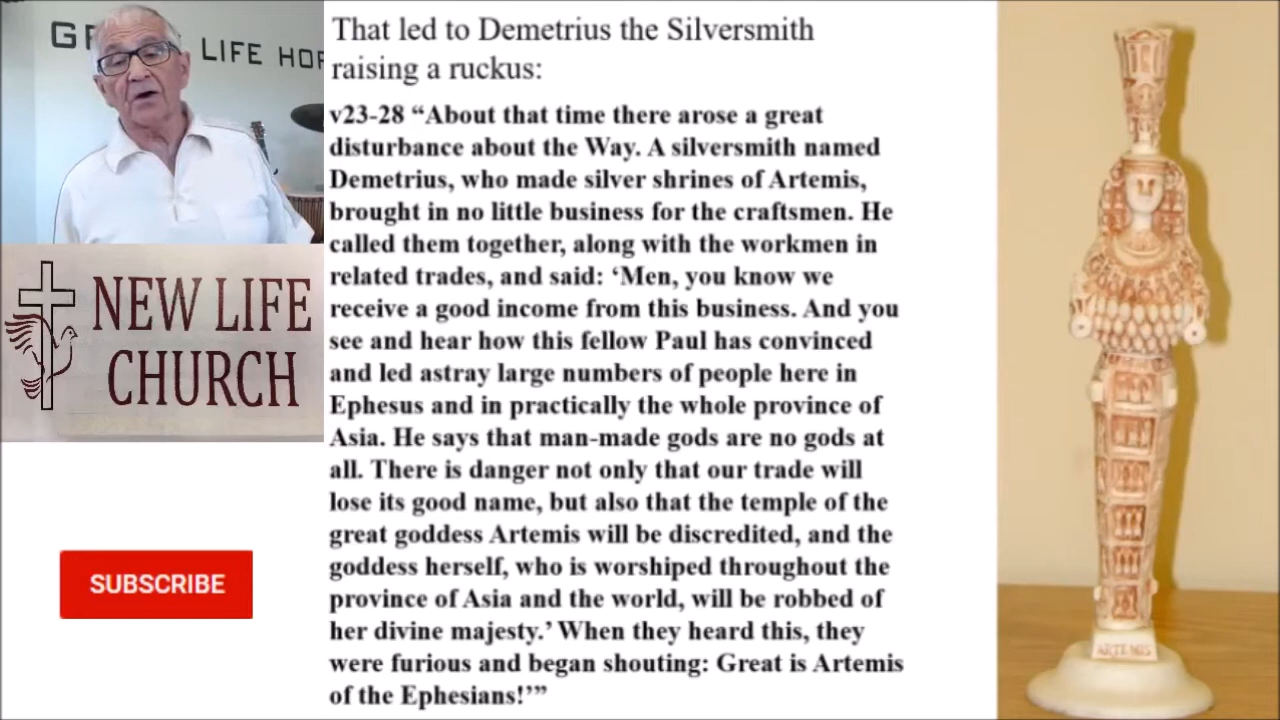 LIFE
NEW LIFE
CHURCH
SUBSCRIBE
That led to Demetrius the Silversmith
raising a ruckus:
v23-28 “About that time there arose a great
disturbance about the Way. A silversmith named
Demetrius, who made silver shrines of Artemis,
brought in no little business for the craftsmen. He
called them together, along with the workmen in
related trades, and said: ‘Men, you know we
receive a good income from this business. And you
see and hear how this fellow Paul has convinced
and led astray large numbers of people here in
Ephesus and in practically the whole province of
Asia. He says that man-made gods are no gods at
all. There is danger not only that our trade will
lose its good name, but also that the temple of the
great goddess Artemis will be discredited, and the
goddess herself, who is worshiped throughout the
province of Asia and the world, will be robbed of
her divine majesty.’ When they heard this, they
were furious and began shouting: Great is Artemis
of the Ephesians!’”
ARTEMIS